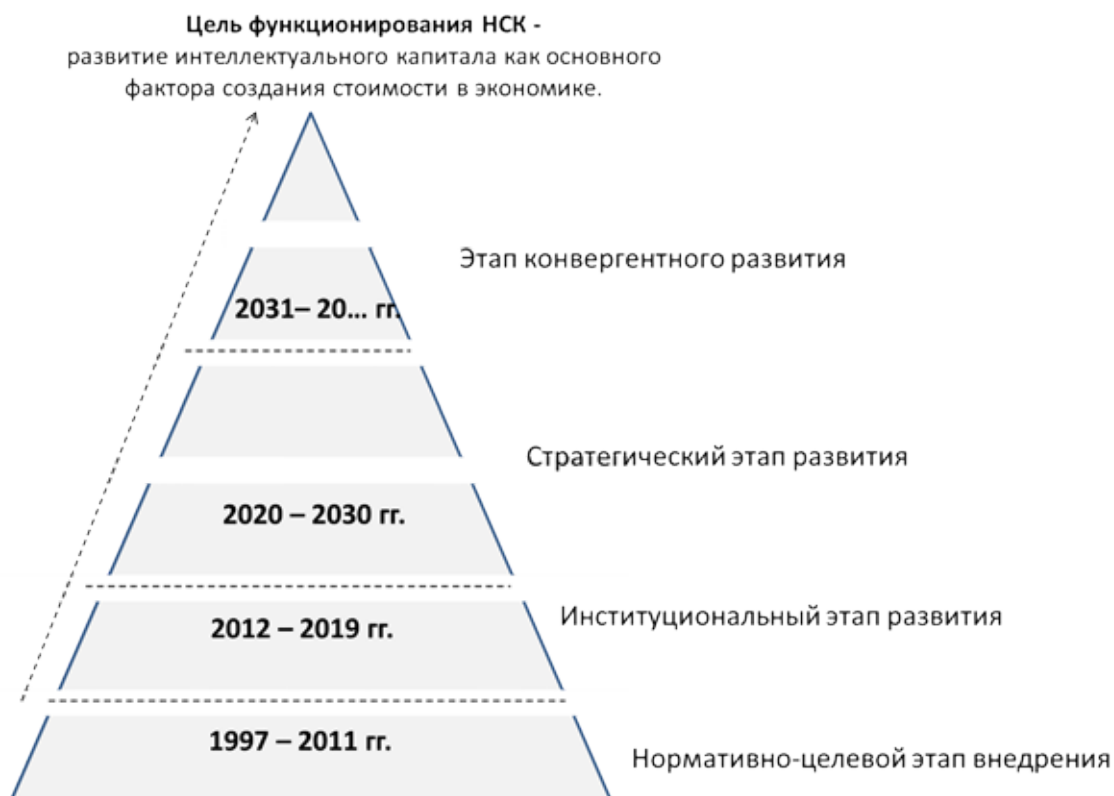 Цель функционирования НСК -
развитие интеллектуального капитала как основного
фактора создания стоимости в экономике.
Этап конвергентного развития
2031– 20... гг.
Стратегический этап развития
2020 – 2030 гг.
Институциональный этап развития
2012 – 2019 гг.
1997 – 2011 гг.
Нормативно-целевой этап внедрения